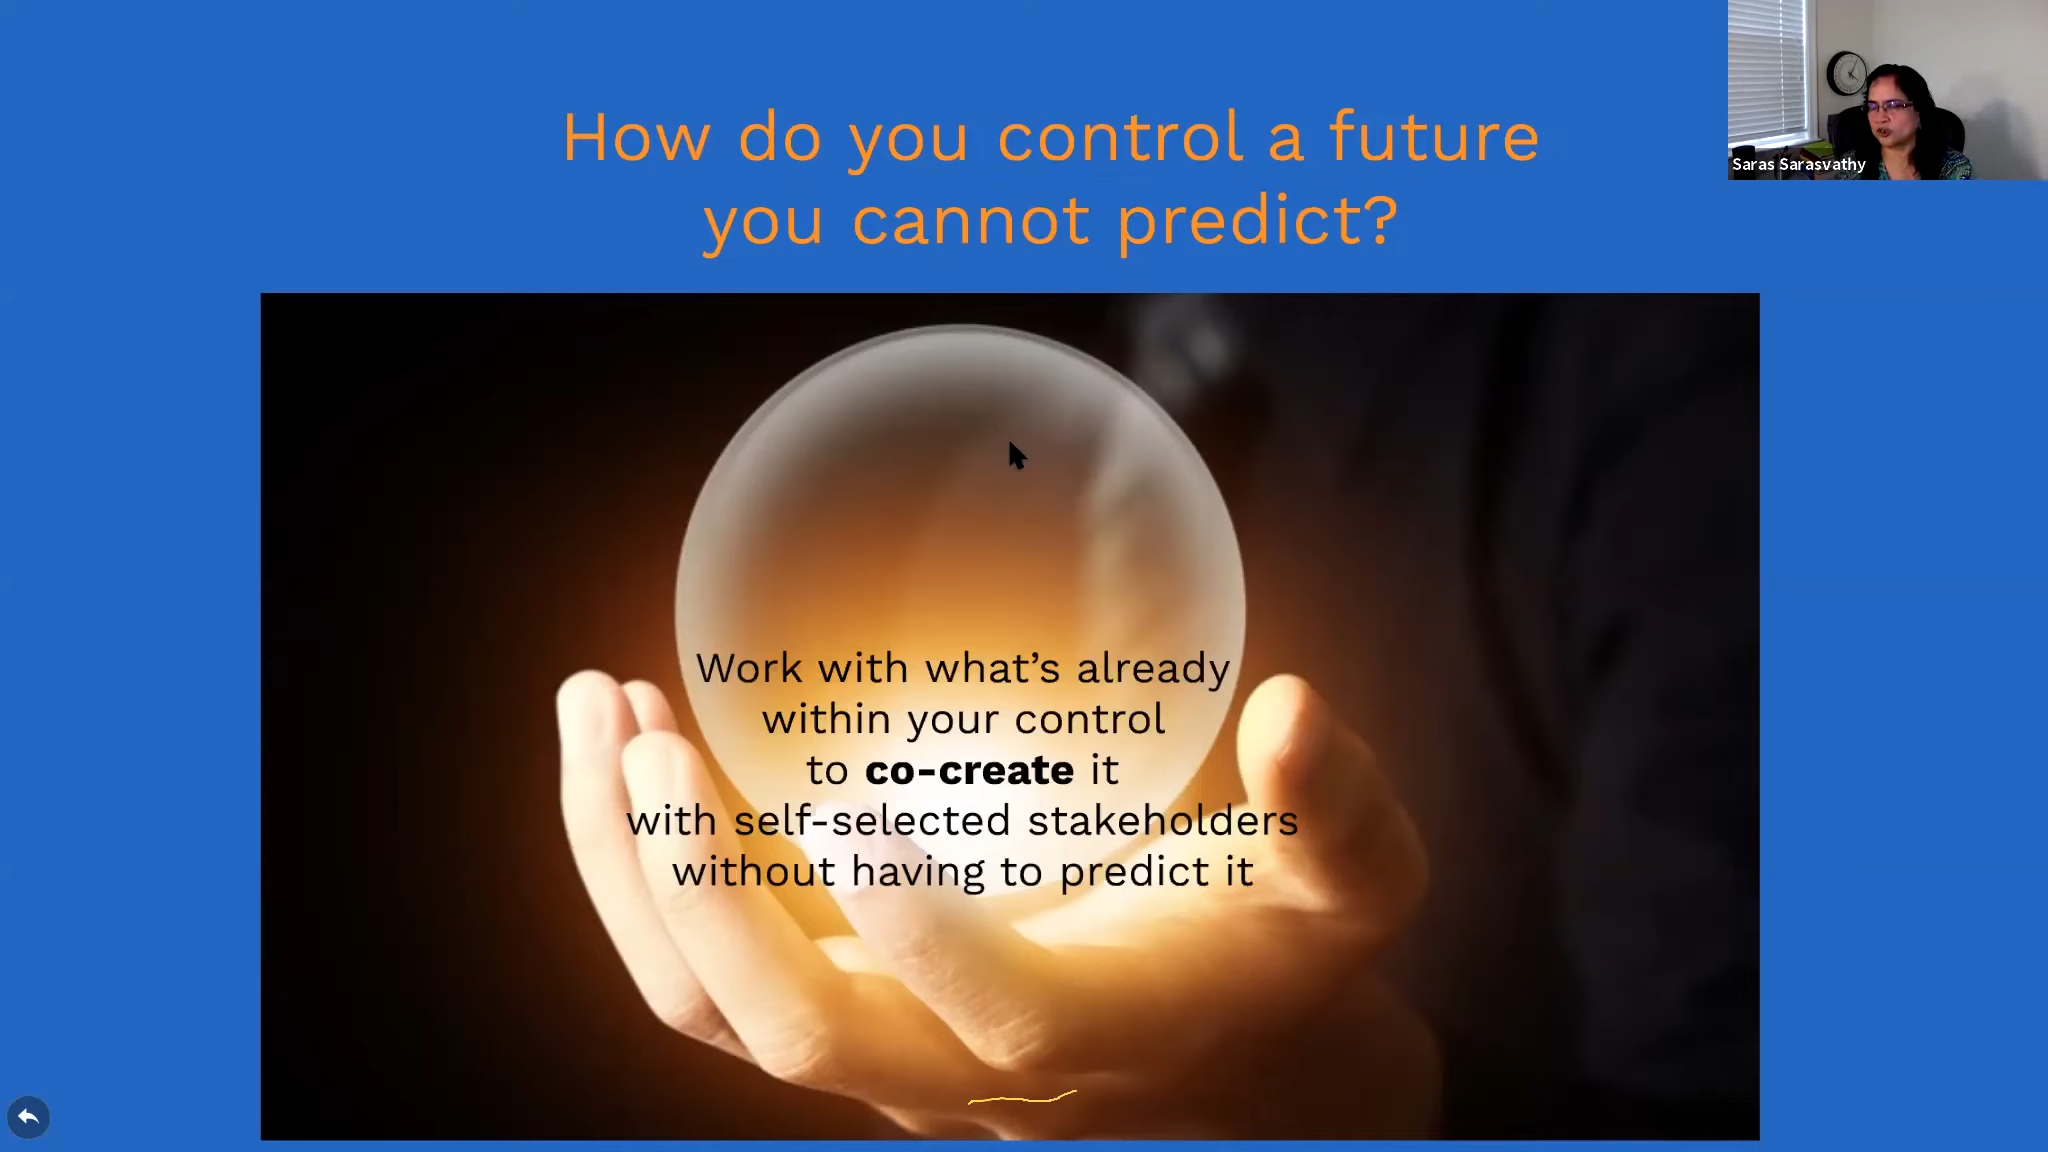 How do you control a future
you cannot predict?
Saras Sarasvathy
Work with what's already
within your control
to co-create it
with self-selected stakeholders
without having to predict it